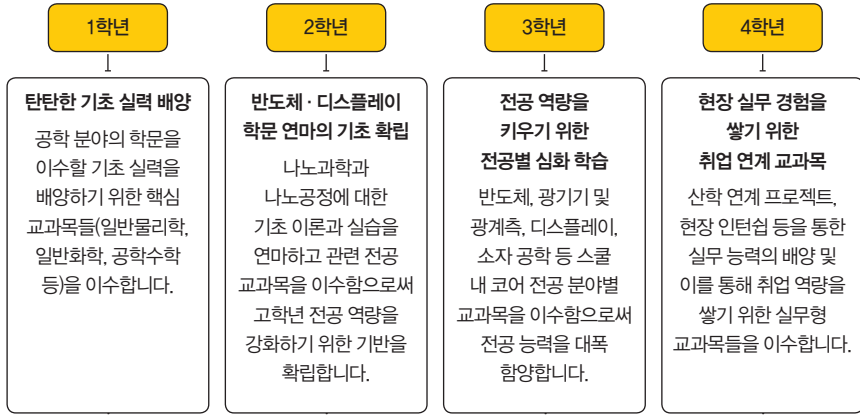 1학년
탄탄한 기초 실력 배양
공학 분야의 학문을
이수할 기초 실력을
배양하기 위한 핵심
교과목들(일반물리학,
일반화학, 공학수학
등)을 이수합니다.
2학년
반도체 · 디스플레이
학문 연마의 기초 확립
나노과학과
나노공정에 대한
기초 이론과 실습을
연마하고 관련 전공
교과목을 이수함으로써
고학년 전공 역량을
강화하기 위한 기반을
확립합니다.
3학년
전공 역량을
키우기 위한
전공별 심화 학습
반도체, 광기기 및
광계측, 디스플레이,
소자 공학 등 스쿨
내 코어 전공 분야별
교과목을 이수함으로써
전공 능력을 대폭
함양합니다.
4학년
현장 실무 경험을
쌓기 위한
취업 연계 교과목
산학 연계 프로젝트,
현장 인턴쉽 등을 통한
실무 능력의 배양 및
이를 통해 취업 역량을
쌓기 위한 실무형
교과목들을 이수합니다.